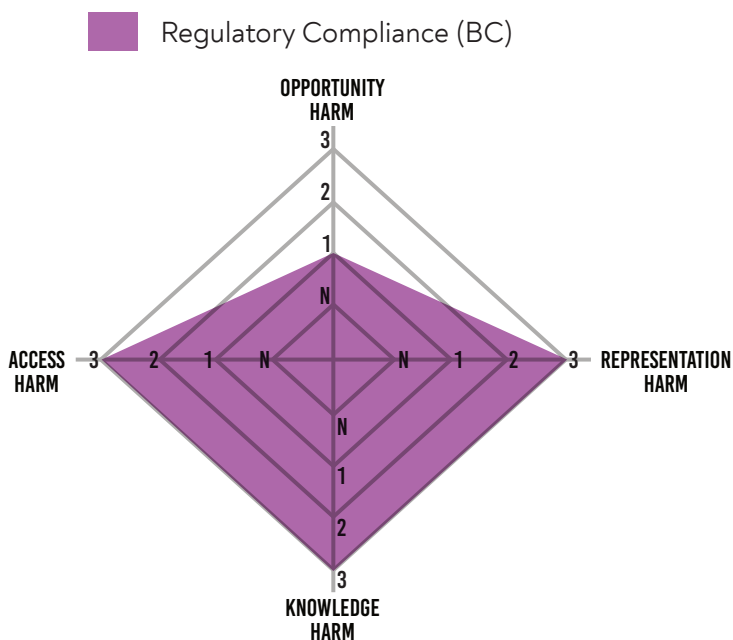 Regulatory Compliance (BC)
OPPORTUNITY
HARM
3
2
1
N
ACCESS
HARM
3 2 1 N N 1 2 3
REPRESENTATION
HARM
N
1
2
3
KNOWLEDGE
HARM